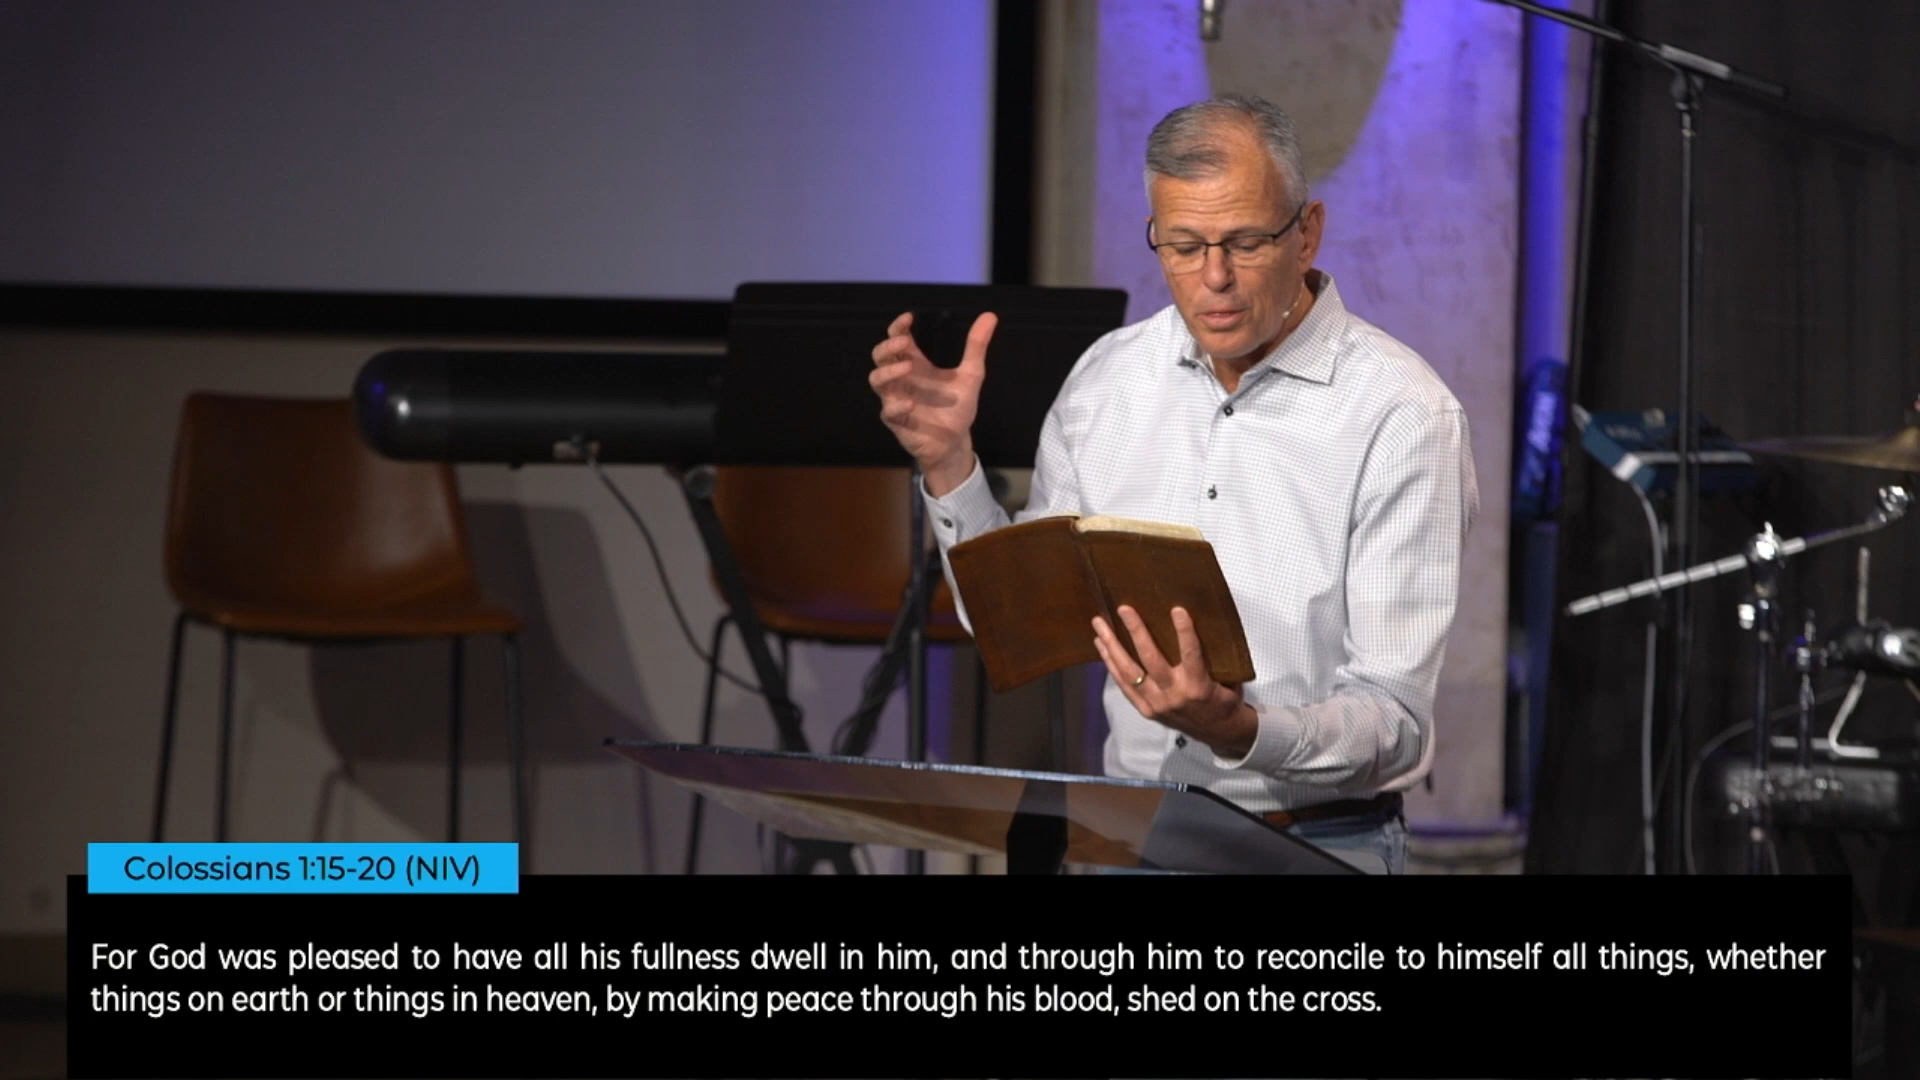 Colossians 1:15-20 (NIV)
For God was pleased to have all his fullness dwell in him, and through him to reconcile to himself all things, whether
things on earth or things in heaven, by making peace through his blood, shed on the cross.